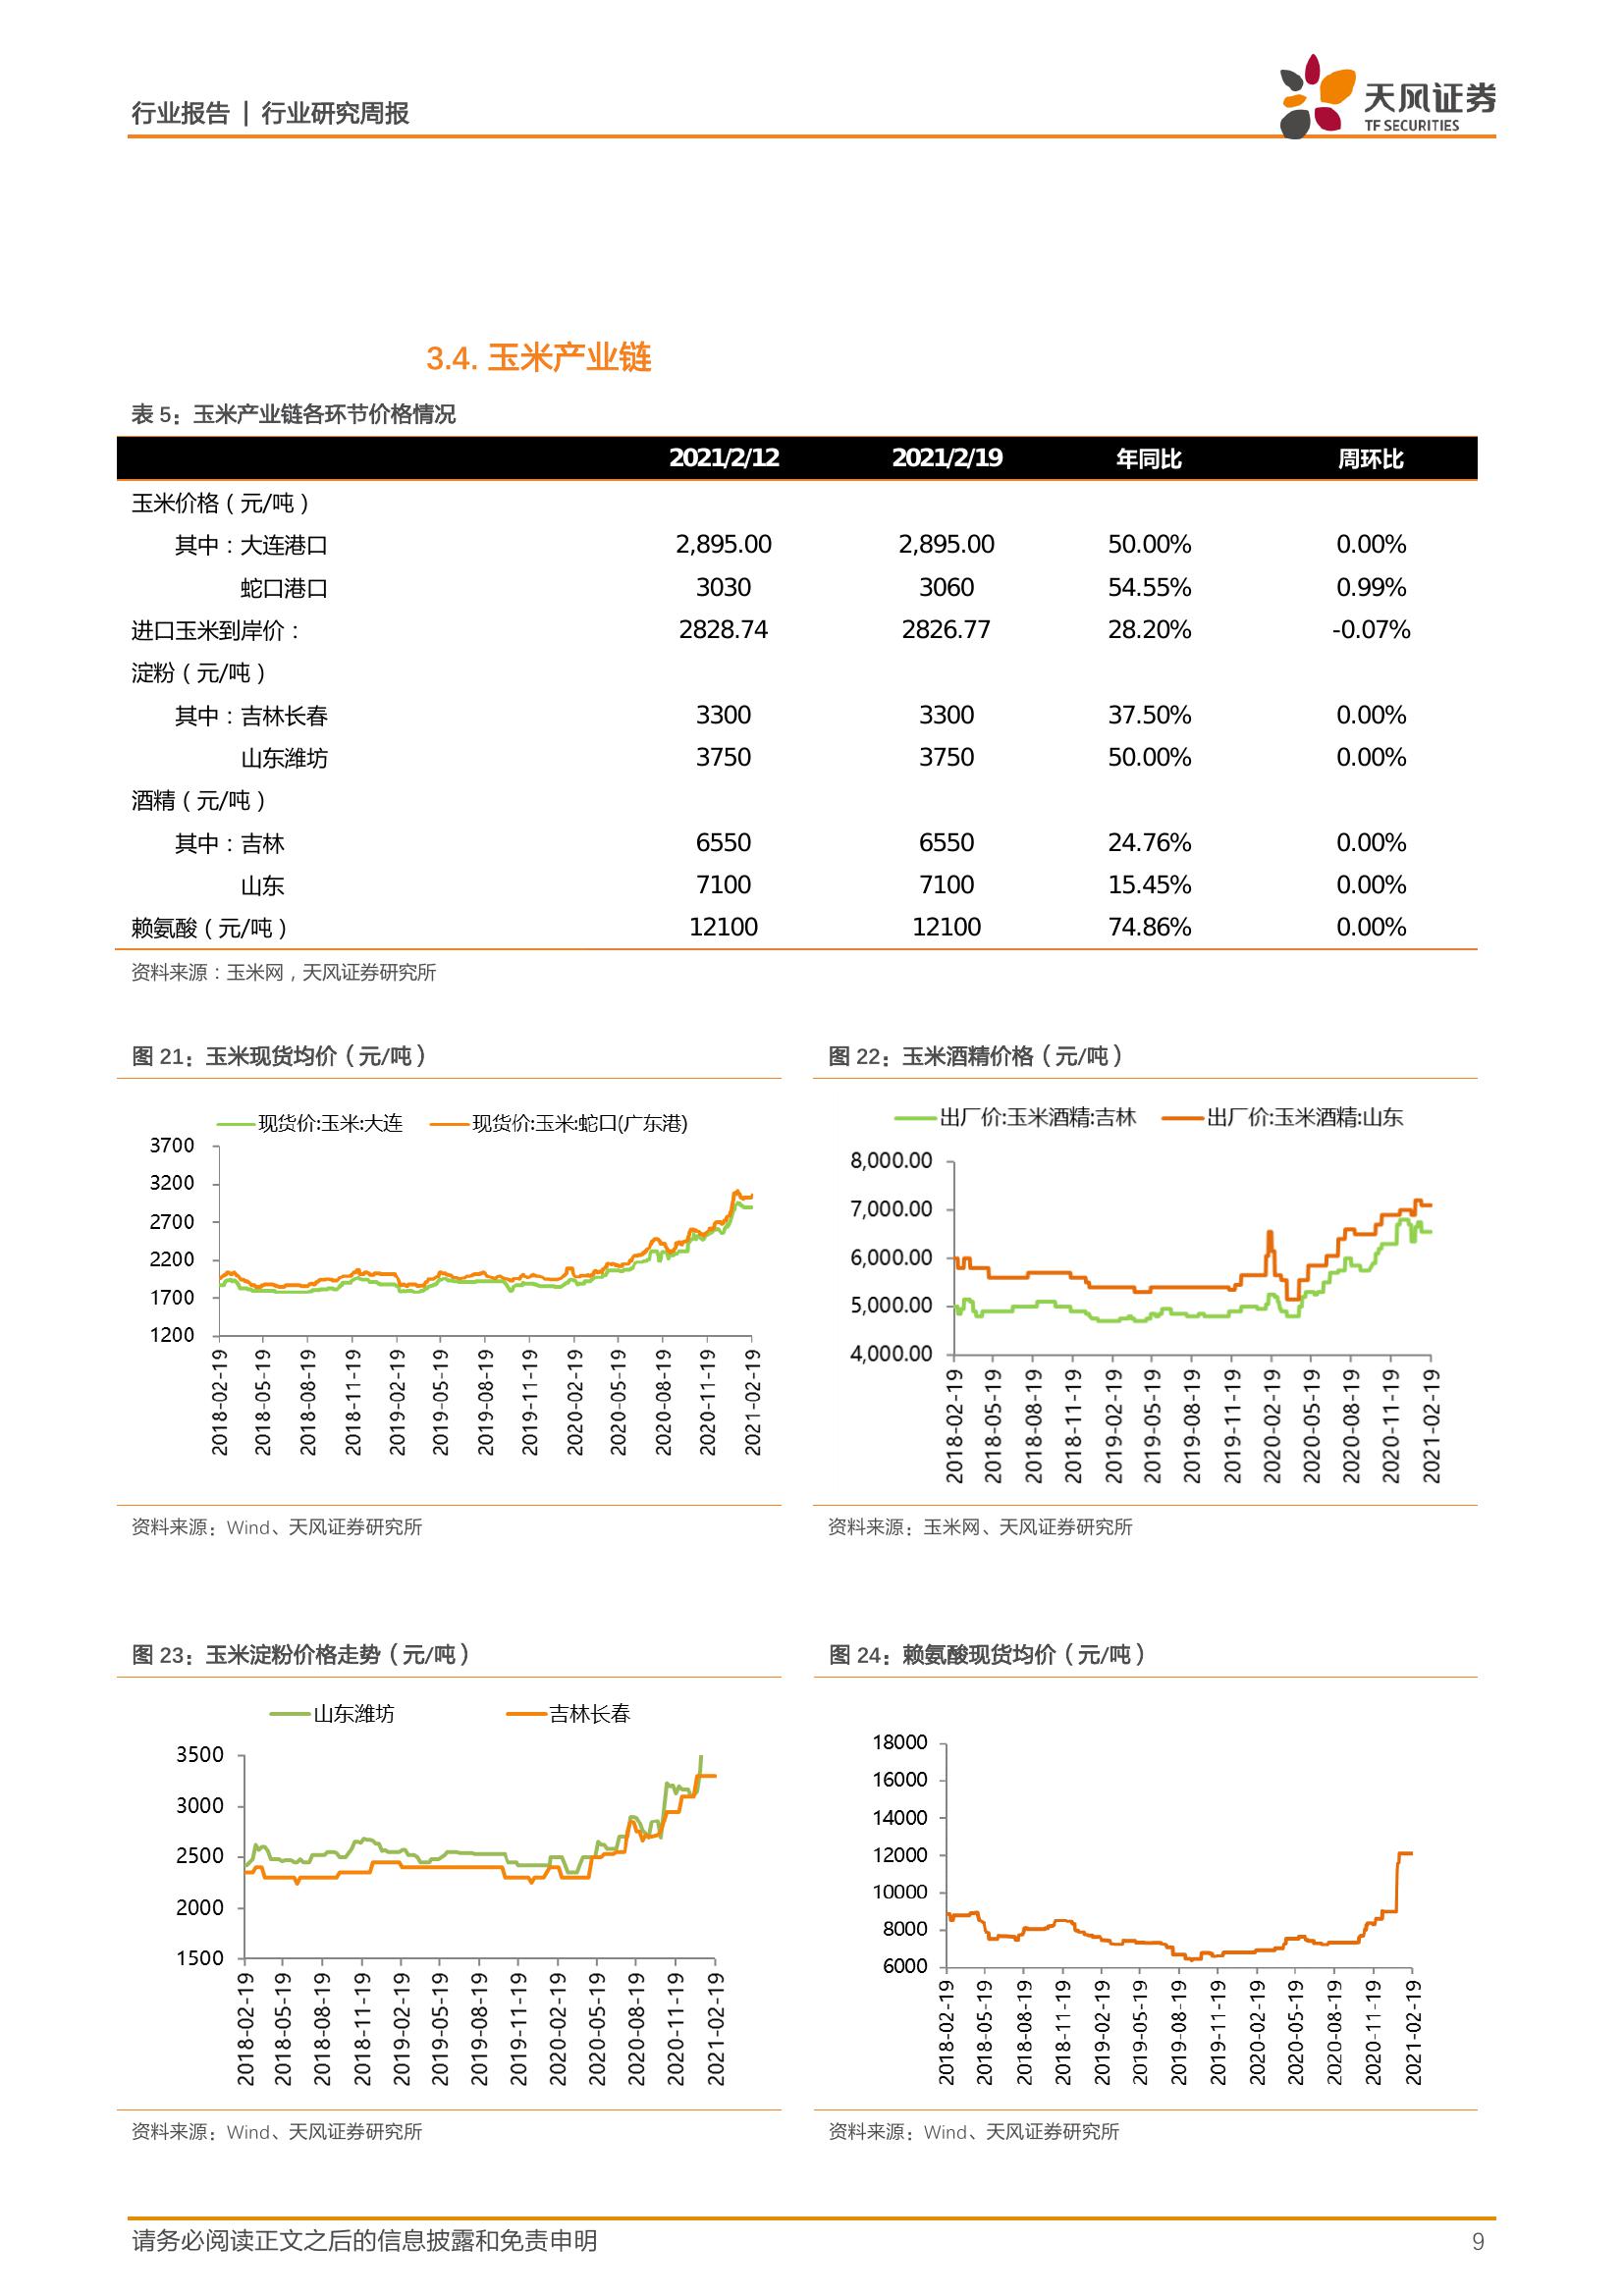 行业报告 | 行业研究周报
天风证券
TF SECURITIES
3.4. 玉米产业链
表 5：玉米产业链各环节价格情况
2021/2/12 2021/2/19 年同比 周环比
玉米价格（元/吨）
其中：大连港口 2,895.00 2,895.00 50.00% 0.00%
蛇口港口 3030 3060 54.55% 0.99%
进口玉米到岸价： 2828.74 2826.77 28.20% -0.07%
淀粉（元/吨）
其中：吉林长春 3300 3300 37.50% 0.00%
山东潍坊 3750 3750 50.00% 0.00%
酒精（元/吨）
其中：吉林 6550 6550 24.76% 0.00%
山东 7100 7100 15.45% 0.00%
赖氨酸（元/吨） 12100 12100 74.86% 0.00%
资料来源：玉米网，天风证券研究所
图 21：玉米现货均价（元/吨）
现货价:玉米:大连 现货价:玉米:蛇口(广东港)
3700
3200
2700
2200
1700
1200
2018-02-19
2018-05-19
2018-08-19
2018-11-19
2019-02-19
2019-05-19
2019-08-19
2019-11-19
2020-02-19
2020-05-19
2020-08-19
2020-11-19
2021-02-19
资料来源：Wind、天风证券研究所
图 22：玉米酒精价格（元/吨）
出厂价:玉米酒精:吉林 出厂价:玉米酒精:山东
8,000.00
7,000.00
6,000.00
5,000.00
4,000.00
2018-02-19
2018-05-19
2018-08-19
2018-11-19
2019-02-19
2019-05-19
2019-08-19
2019-11-19
2020-02-19
2020-05-19
2020-08-19
2020-11-19
2021-02-19
资料来源：玉米网、天风证券研究所
图 23：玉米淀粉价格走势（元/吨）
山东潍坊 吉林长春
3500
3000
2500
2000
1500
2018-02-19
2018-05-19
2018-08-19
2018-11-19
2019-02-19
2019-05-19
2019-08-19
2019-11-19
2020-02-19
2020-05-19
2020-08-19
2020-11-19
2021-02-19
资料来源：Wind、天风证券研究所
图 24：赖氨酸现货均价（元/吨）
18000
16000
14000
12000
10000
8000
6000
2018-02-19
2018-05-19
2018-08-19
2018-11-19
2019-02-19
2019-05-19
2019-08-19
2019-11-19
2020-02-19
2020-05-19
2020-08-19
2020-11-19
2021-02-19
资料来源：Wind、天风证券研究所
请务必阅读正文之后的信息披露和免责申明 9